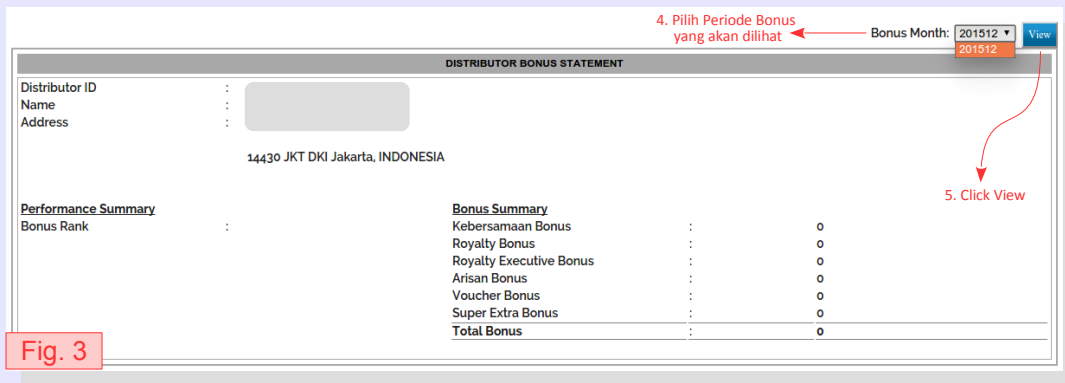 4. Pilih Periode Bonus
yang akan dilihat
Bonus Month: 201512 View
201512
DISTRIBUTOR BONUS STATEMENT
Distributor ID :
Name :
Address :
14430 JKT DKI Jakarta, INDONESIA
5. Click View
Performance Summary
Bonus Rank :
Bonus Summary
Kebersamaan Bonus : 0
Royalty Bonus : 0
Royalty Executive Bonus : 0
Arisan Bonus : 0
Voucher Bonus : 0
Super Extra Bonus : 0
Total Bonus : 0
Fig. 3